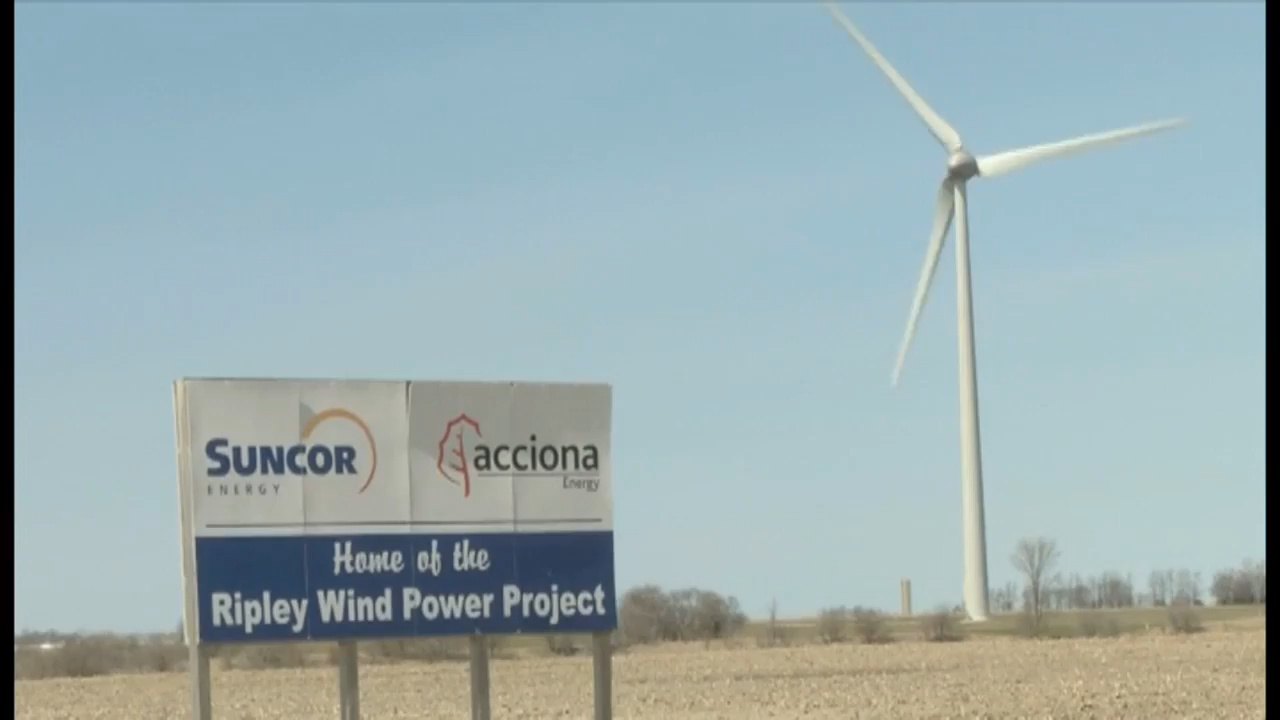 SUNCOR
ENERGY
acciona
Energy
Home of the
Ripley Wind Power Project